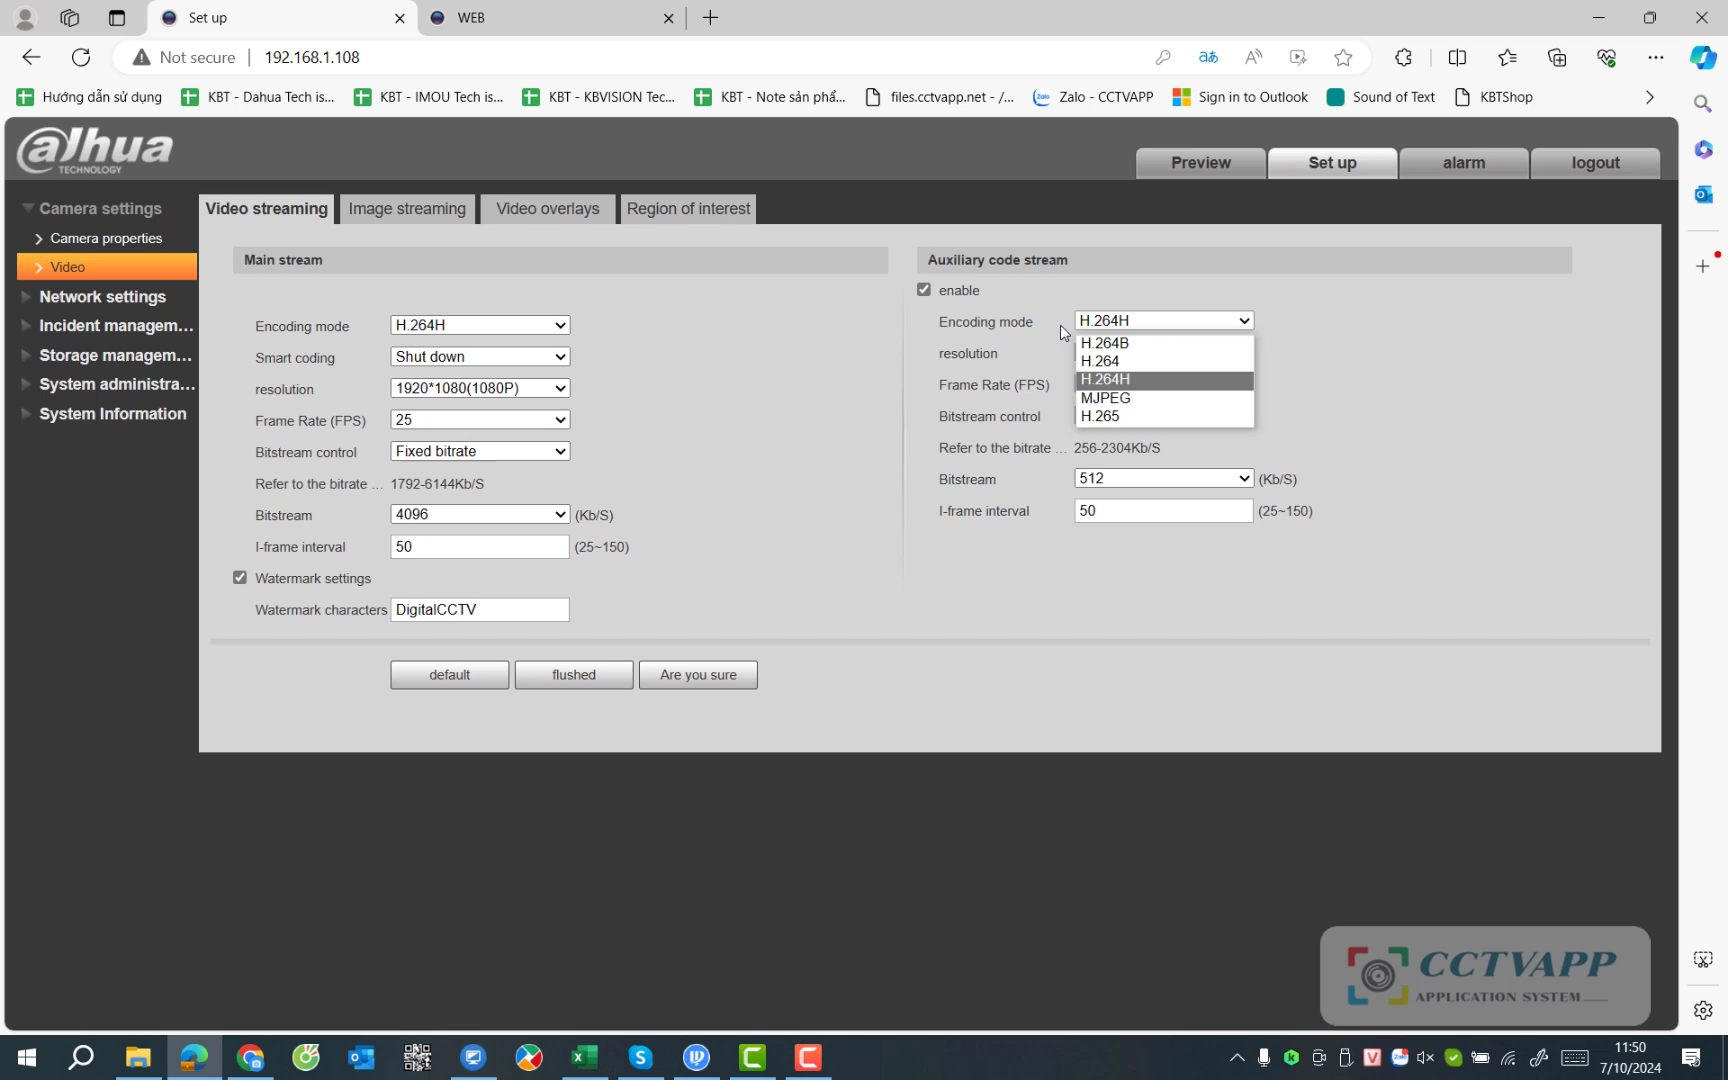 Set up
WEB
Not secure
192.168.1.108
Hướng dẫn sử dụng
KBT - Dahua Tech is...
KBT - IMOU Tech is...
KBT - KBVISION Tec...
KBT - Note sản phẩ...
files.cctvapp.net - /...
Zalo - CCTVAPP
Sign in to Outlook
Sound of Text
KBTShop
alhua
TECHNOLOGY
Preview
Set up
alarm
logout
Camera settings
Camera properties
Video
Network settings
Incident managem...
Storage managem...
System administra...
System Information
Video streaming
Image streaming
Video overlays
Region of interest
Main stream
Encoding mode H.264H
Smart coding Shut down
resolution 1920*1080(1080P)
Frame Rate (FPS) 25
Bitstream control Fixed bitrate
Refer to the bitrate ... 1792-6144Kb/S
Bitstream 4096 (Kb/S)
I-frame interval 50 (25~150)
Watermark settings
Watermark characters DigitalCCTV
Auxiliary code stream
enable
Encoding mode H.264H
H.264B
H.264
H.264H
MJPEG
H.265
resolution
Frame Rate (FPS)
Bitstream control
Refer to the bitrate ... 256-2304Kb/S
Bitstream 512 (Kb/S)
I-frame interval 50 (25~150)
default
flushed
Are you sure
CCTVAPP
APPLICATION SYSTEM
11:50
7/10/2024